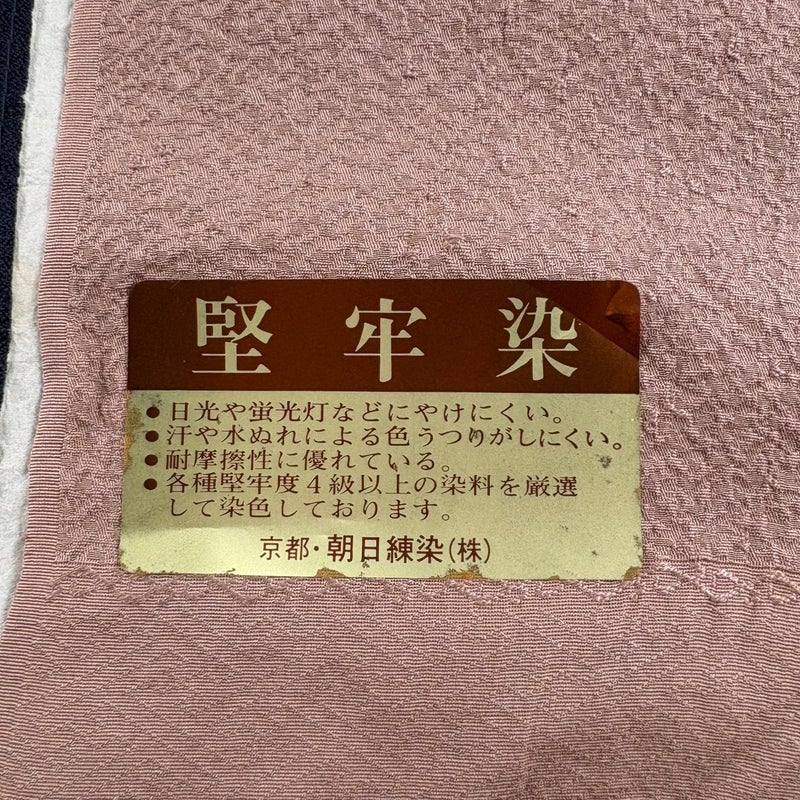 堅牢染
●日光や蛍光灯などにやけにくい。
●汗や水ぬれによる色うつりがしにくい。
●耐摩擦性に優れている。
●各種堅牢度4級以上の染料を厳選
して染色しております。
京都・朝日練染(株)